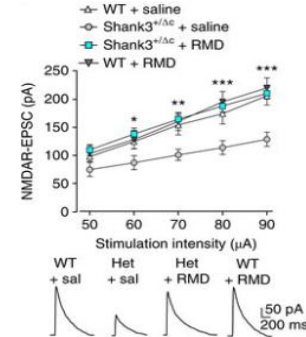 WT + saline
Shank3+/Δc + saline
Shank3+/Δc + RMD
WT + RMD
* ** *** ***
NMDAR-EPSC (pA)
250
200
150
100
50
0
50 60 70 80 90
Stimulation intensity (μA)
WT Het Het WT
+ sal + sal + RMD + RMD
50 pA
200 ms